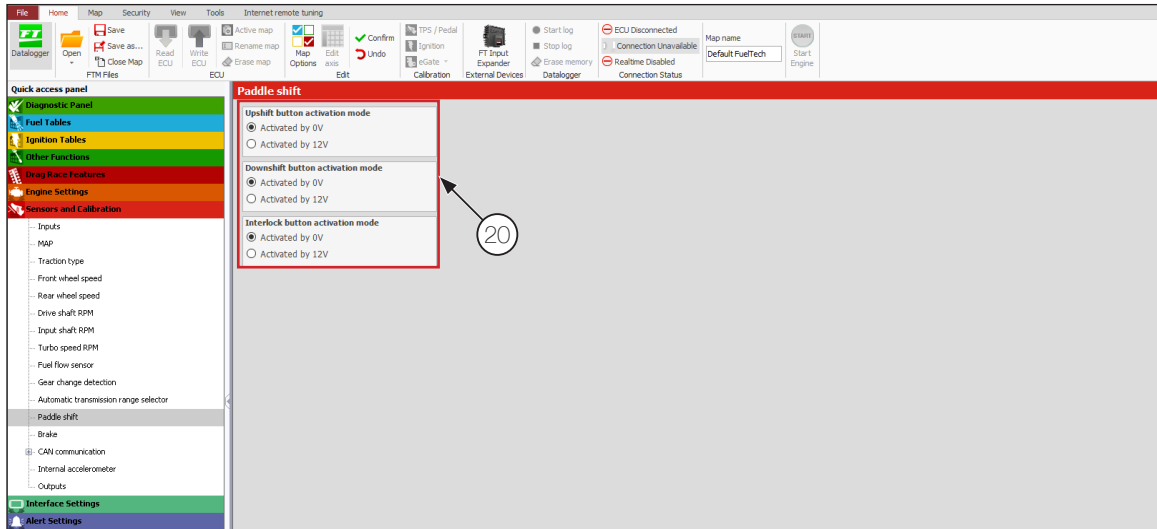 File Home Map Security View Tools Internet remote tuning
FT
Datalogger
Open
Save
Save as...
Close Map
FTM Files
Read ECU
Write ECU
Active map
Rename map
Erase map
ECU
Map Options
Edit axis
Confirm
Undo
Edit
TPS / Pedal
Ignition
eGate
Calibration
FT Input Expander
External Devices
Start log
Stop log
Erase memory
Datalogger
ECU Disconnected
Connection Unavailable
Realtime Disabled
Connection Status
Map name
Default FuelTech
START
Start Engine
Quick access panel
Diagnostic Panel
Fuel Tables
Ignition Tables
Other Functions
Drag Race Features
Engine Settings
Sensors and Calibration
Inputs
MAP
Traction type
Front wheel speed
Rear wheel speed
Drive shaft RPM
Input shaft RPM
Turbo speed RPM
Fuel flow sensor
Gear change detection
Automatic transmission range selector
Paddle shift
Brake
CAN communication
Internal accelerometer
Outputs
Interface Settings
Alert Settings
Paddle shift
Upshift button activation mode
Activated by 0V
Activated by 12V
Downshift button activation mode
Activated by 0V
Activated by 12V
Interlock button activation mode
Activated by 0V
Activated by 12V
20